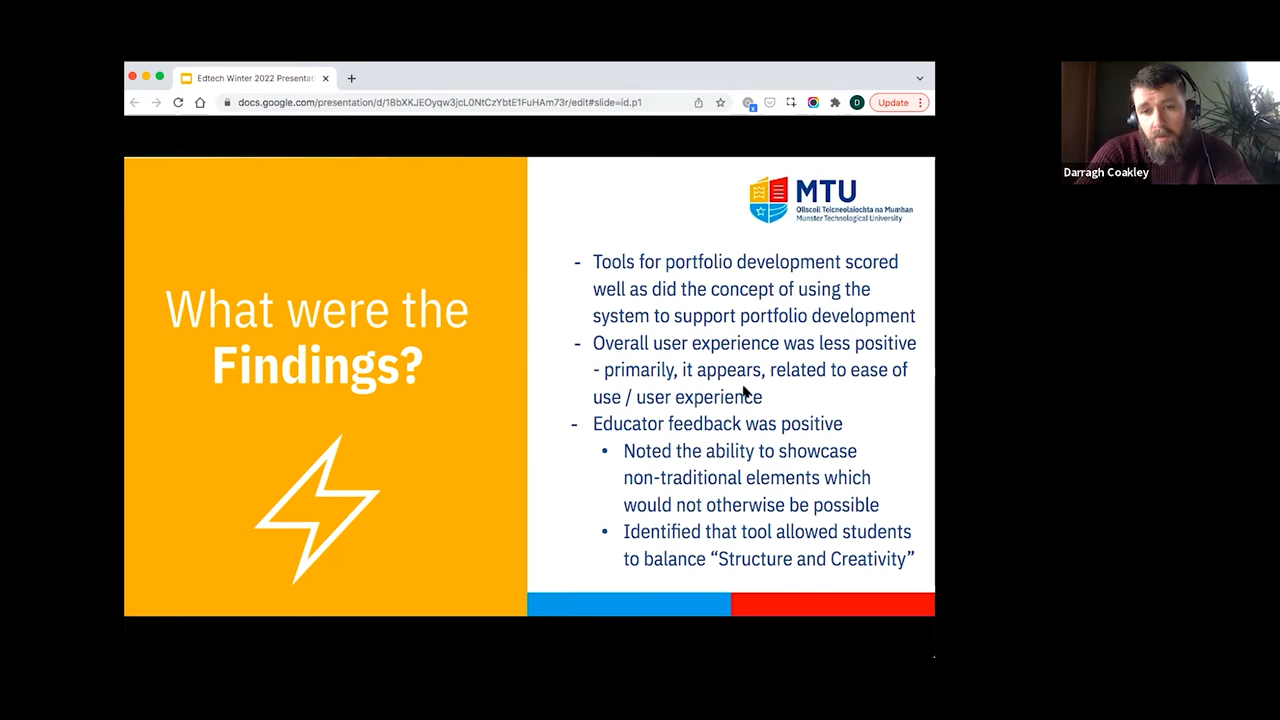 Edtech Winter 2022 Presentati
docs.google.com/presentation/d/18bXKJEOyqw3jcL0NtCzYbtE1FuHAm73r/edit#slide=id.p1
D
Update
Darragh Coakley
What were the
Findings?
MTU
Ollscoil Teicneolaíochta na Mumhan
Munster Technological University
- Tools for portfolio development scored
well as did the concept of using the
system to support portfolio development
- Overall user experience was less positive
- primarily, it appears, related to ease of
use / user experience
- Educator feedback was positive
• Noted the ability to showcase
non-traditional elements which
would not otherwise be possible
• Identified that tool allowed students
to balance “Structure and Creativity”